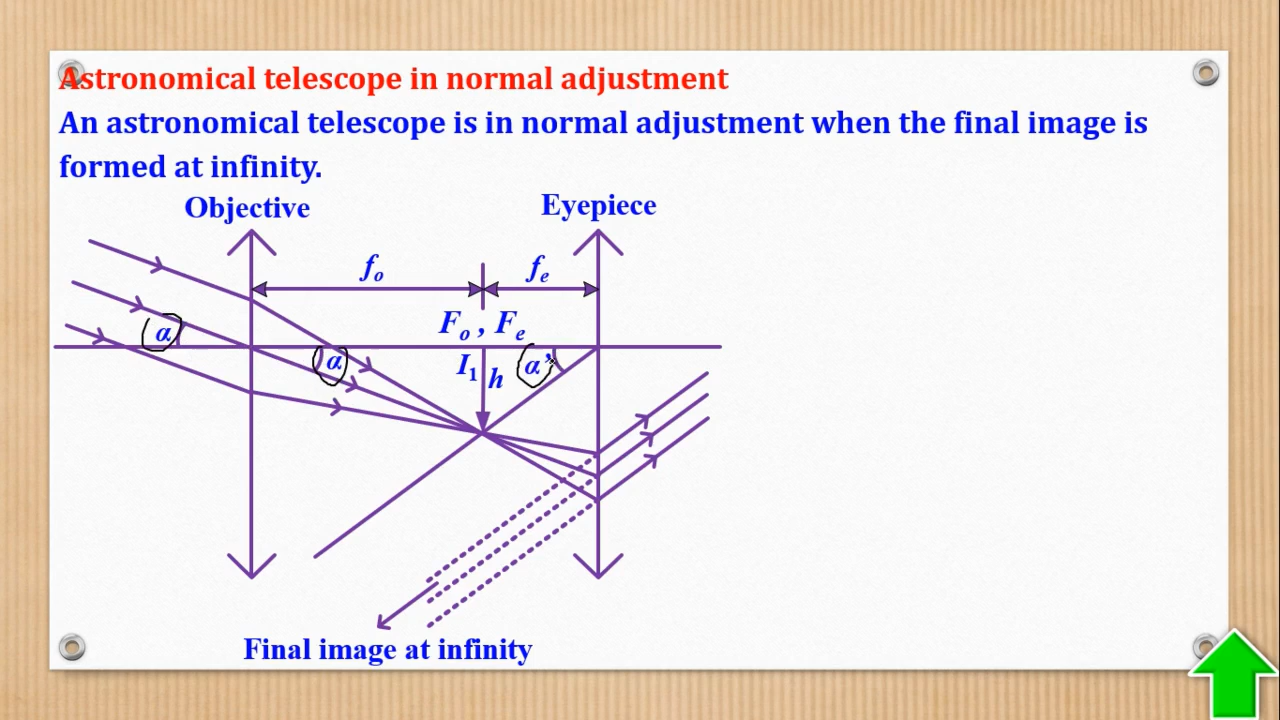 Astronomical telescope in normal adjustment
An astronomical telescope is in normal adjustment when the final image is
formed at infinity.
Objective
Eyepiece
fₒ
fₑ
Fₒ , Fₑ
α
α
I₁
h
α’
Final image at infinity